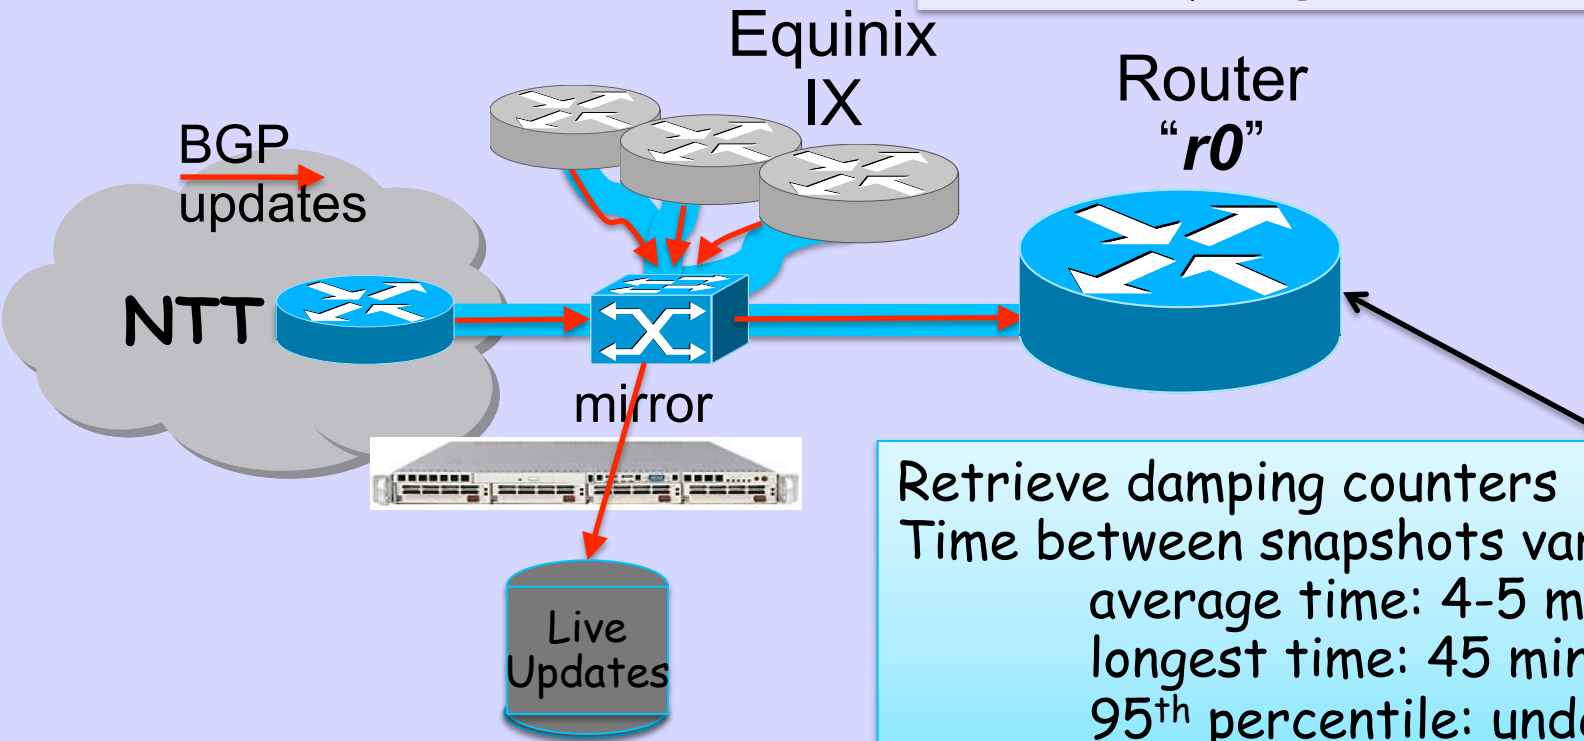 Equinix
IX
Router
“r0”
BGP
updates
NTT
mirror
Live
Updates
Retrieve damping counters
Time between snapshots
average time: 4-5
longest time: 45
95th percentile: